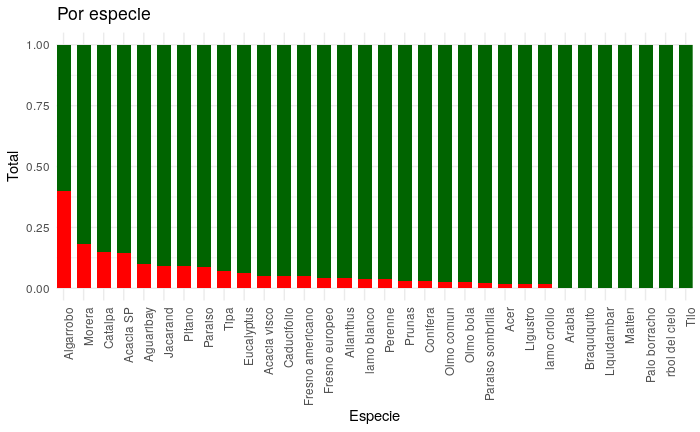 Por especie
Total
1.00
0.75
0.50
0.25
0.00
Algarrobo
Morera
Catalpa
Acacia SP
Aguaribay
Jacarand
Pltano
Paraiso
Tipa
Eucalyptus
Acacia visco
Caducifolio
Fresno americano
Fresno europeo
Ailanthus
lamo blanco
Perenne
Prunas
Conifera
Olmo comun
Olmo bola
Paraiso sombrilla
Acer
Ligustro
lamo criollo
Arabia
Braquiquito
Liquidambar
Maiten
Palo borracho
rbol del cielo
Tilo
Especie